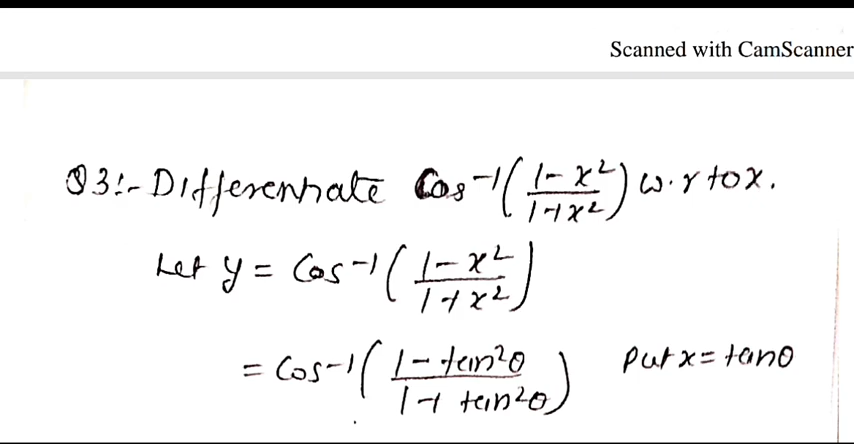 Scanned with CamScanner
Q3:- Differentiate Cos⁻¹((1-x²)/(1+x²)) w.r to x.
Let y = Cos⁻¹((1-x²)/(1+x²))
= Cos⁻¹((1-tan²θ)/(1+tan²θ)) Put x = tanθ